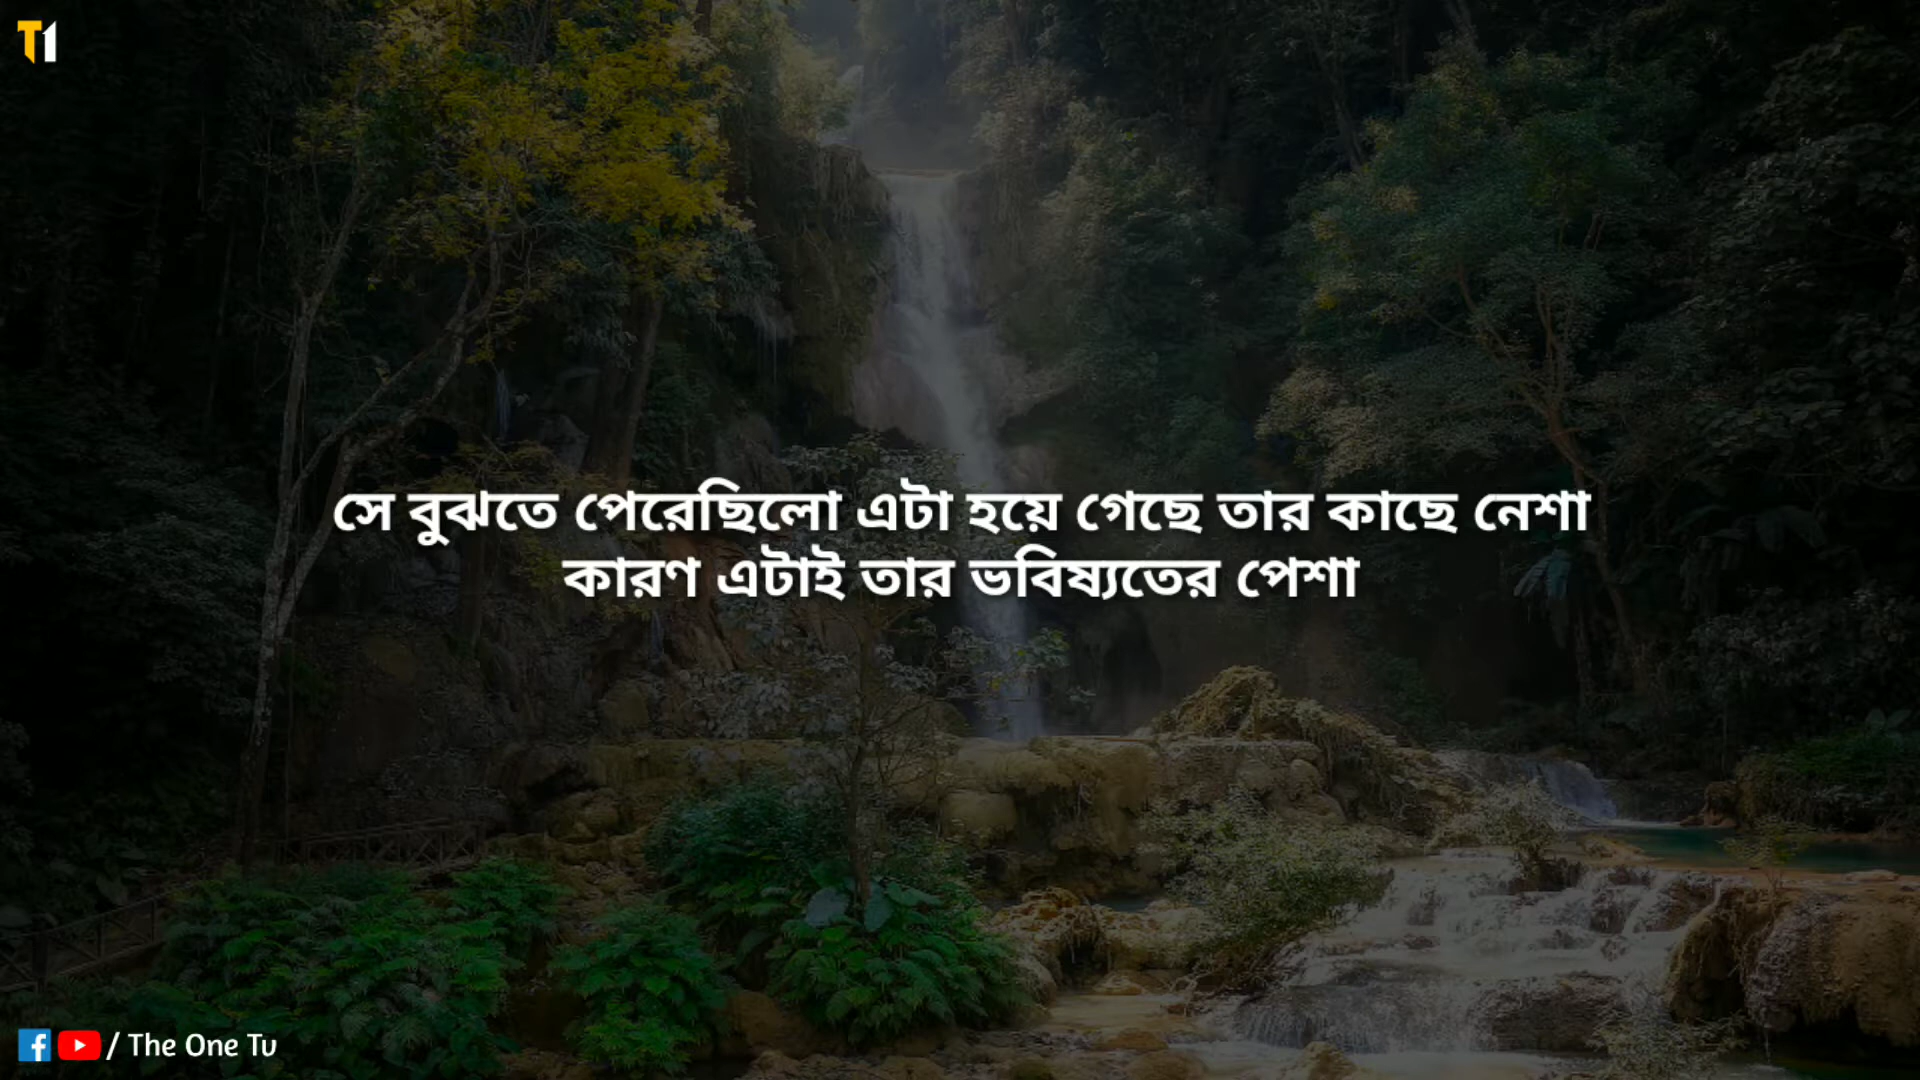 T1
সে বুঝতে পেরেছিলো এটা হয়ে গেছে তার কাছে নেশা
কারণ এটাই তার ভবিষ্যতের পেশা
/ The One Tv